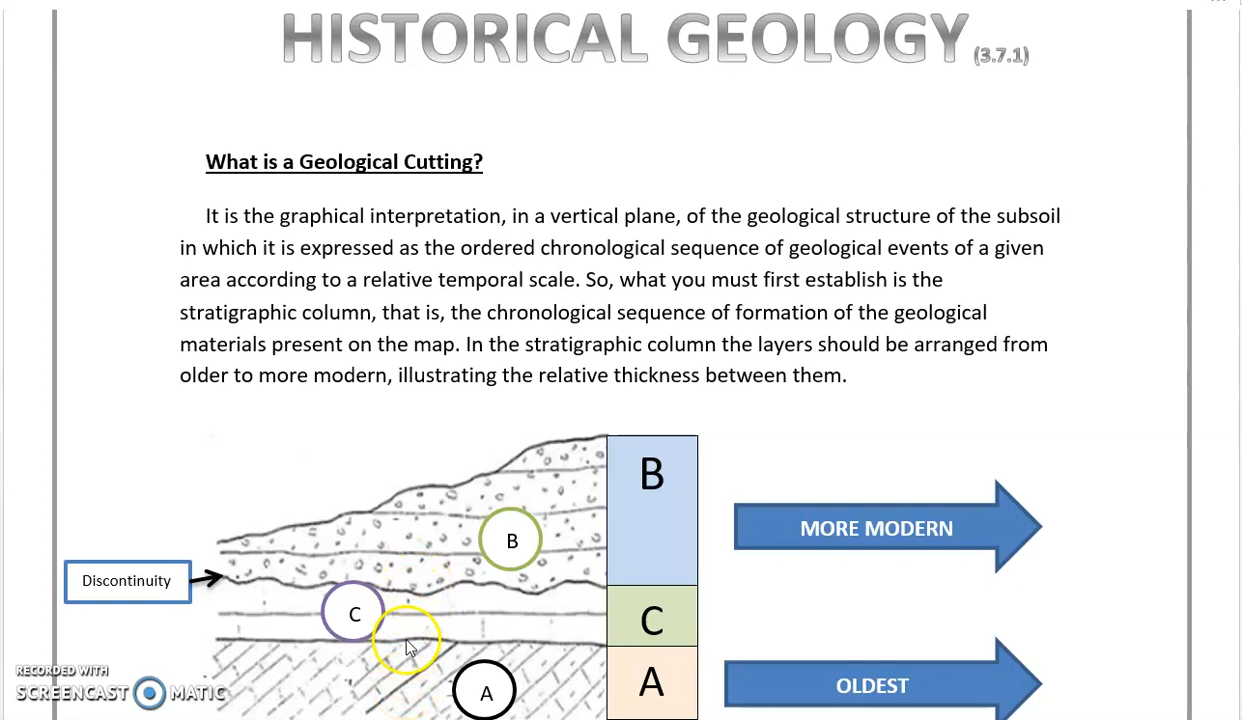 HISTORICAL GEOLOGY (3.7.1)
What is a Geological Cutting?
It is the graphical interpretation, in a vertical plane, of the geological structure of the subsoil
in which it is expressed as the ordered chronological sequence of geological events of a given
area according to a relative temporal scale. So, what you must first establish is the
stratigraphic column, that is, the chronological sequence of formation of the geological
materials present on the map. In the stratigraphic column the layers should be arranged from
older to more modern, illustrating the relative thickness between them.
B
B
MORE MODERN
Discontinuity
C
C
A
A
OLDEST
RECORDED WITH
SCREENCAST MATIC